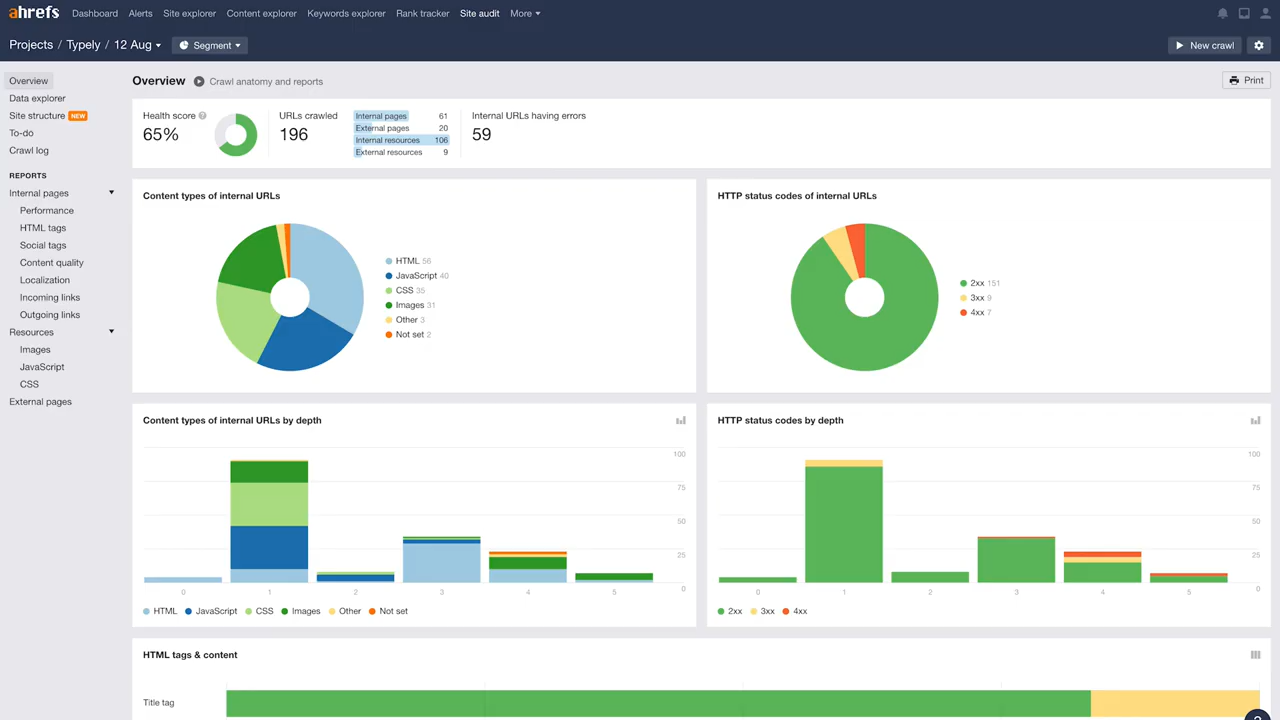 ahrefs Dashboard Alerts Site explorer Content explorer Keywords explorer Rank tracker Site audit More
Projects / Typely / 12 Aug Segment New crawl
Overview
Data explorer
Site structure NEW
To-do
Crawl log
REPORTS
Internal pages
Performance
HTML tags
Social tags
Content quality
Localization
Incoming links
Outgoing links
Resources
Images
JavaScript
CSS
External pages
Overview Crawl anatomy and reports Print
Health score ?
65%
URLs crawled
196
Internal pages 61
External pages 20
Internal resources 106
External resources 9
Internal URLs having errors
59
Content types of internal URLs
HTML 56
JavaScript 40
CSS 35
Images 31
Other 3
Not set 2
HTTP status codes of internal URLs
2xx 151
3xx 9
4xx 7
Content types of internal URLs by depth
100
75
50
25
0
0 1 2 3 4 5
HTML JavaScript CSS Images Other Not set
HTTP status codes by depth
100
75
50
25
0
0 1 2 3 4 5
2xx 3xx 4xx
HTML tags & content
Title tag